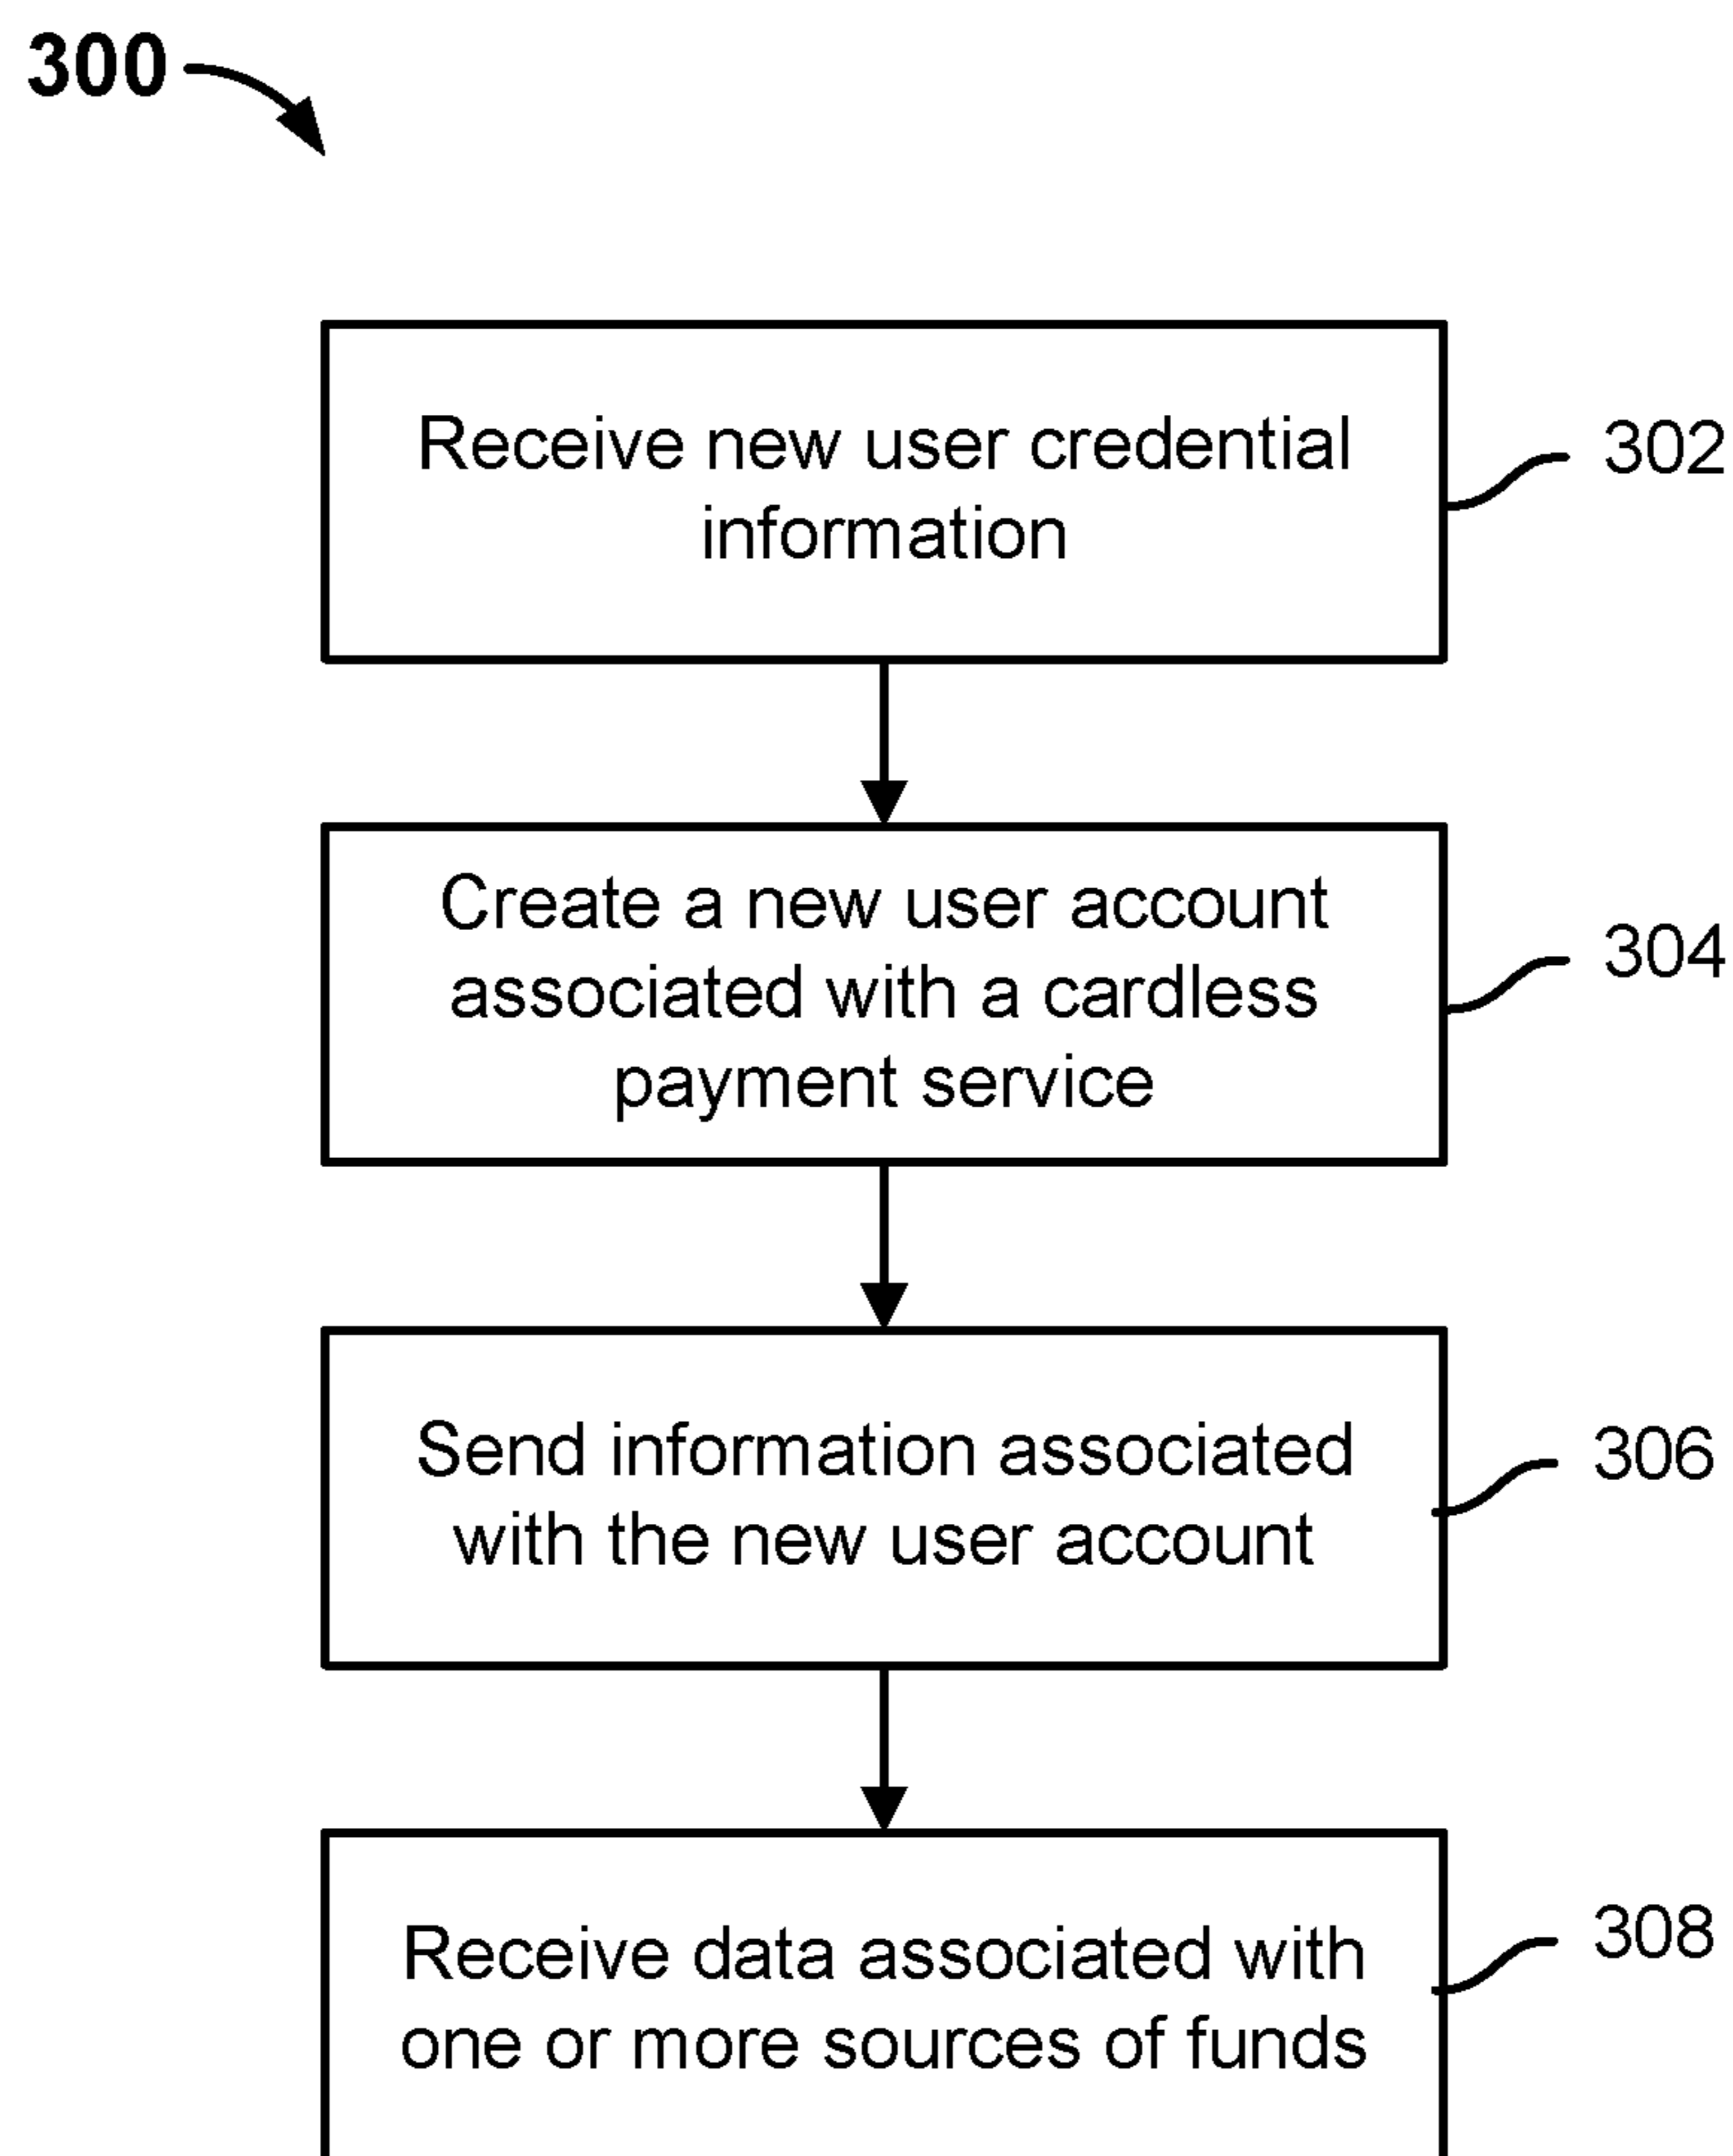 300
Receive new user credential
information
302
Create a new user account
associated with a cardless
payment service
304
Send information associated
with the new user account
306
Receive data associated with
one or more sources of funds
308